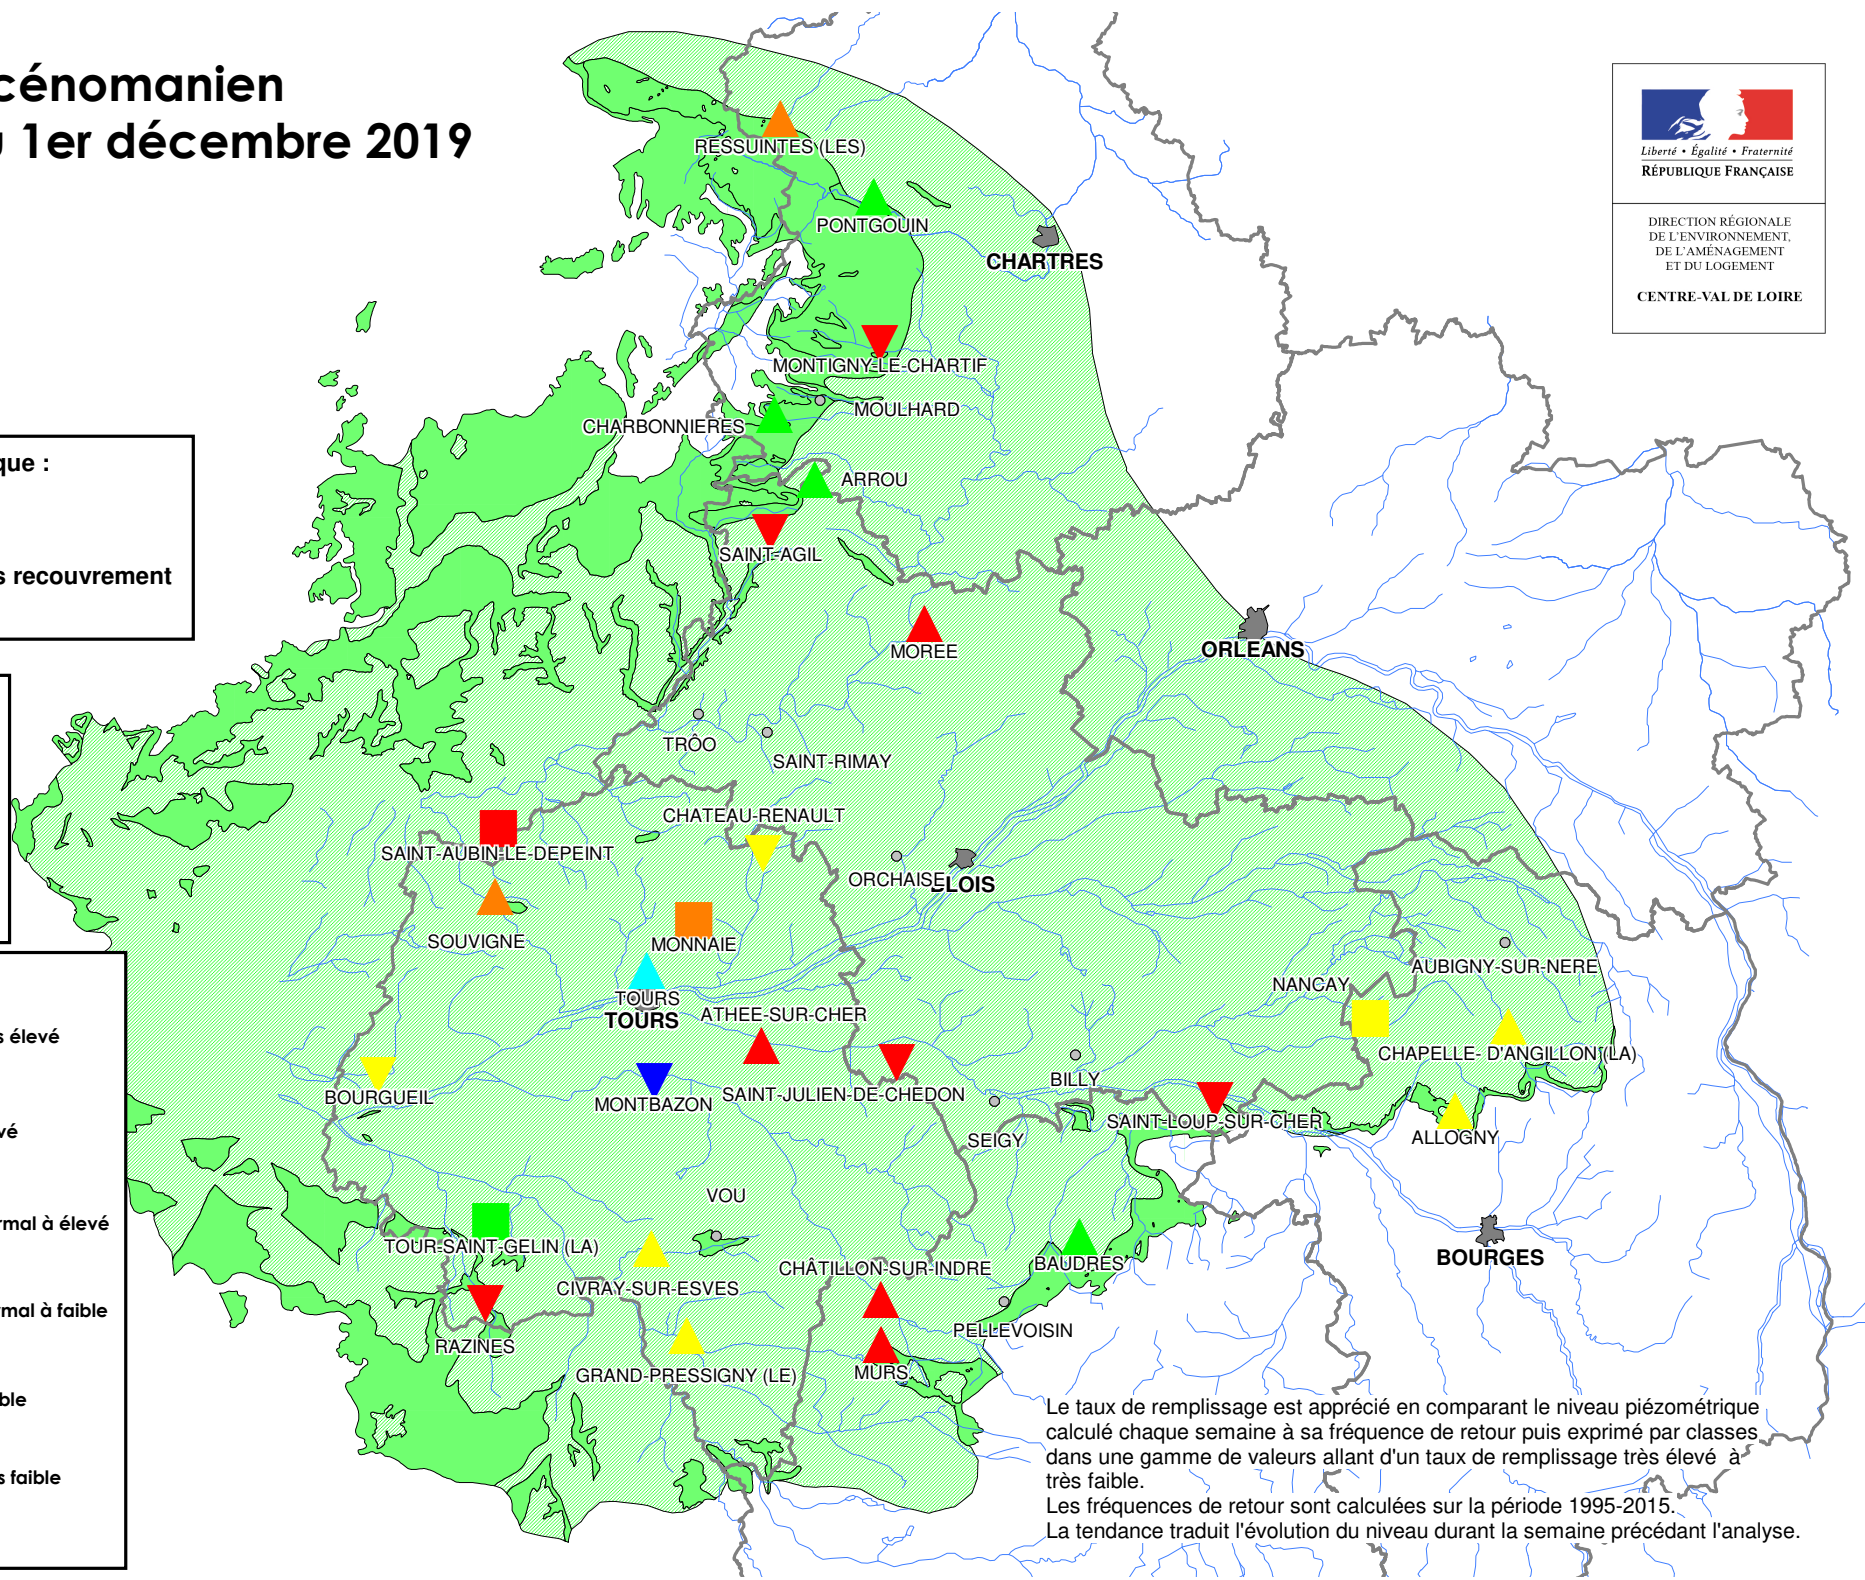 cénomanien
1er décembre 2019
Liberté • Égalité • Fraternité
RÉPUBLIQUE FRANÇAISE
DIRECTION RÉGIONALE
DE L'ENVIRONNEMENT,
DE L'AMÉNAGEMENT
ET DU LOGEMENT
CENTRE-VAL DE LOIRE
RESSUINTES (LES)
PONTGOUIN
CHARTRES
MONTIGNY-LE-CHARTIF
MOULHARD
CHARBONNIERES
que :
ARROU
SAINT-AGIL
s recouvrement
MOREE
ORLEANS
TRÔO
SAINT-RIMAY
CHATEAU-RENAULT
SAINT-AUBIN-LE-DEPEINT
ORCHAISE
BLOIS
SOUVIGNE
MONNAIE
AUBIGNY-SUR-NERE
NANCAY
TOURS
TOURS
ATHEE-SUR-CHER
s élevé
CHAPELLE- D'ANGILLON (LA)
BILLY
BOURGUEIL
MONTBAZON
SAINT-JULIEN-DE-CHEDON
SAINT-LOUP-SUR-CHER
vé
SEIGY
ALLOGNY
VOU
rmal à élevé
TOUR-SAINT-GELIN (LA)
CHÂTILLON-SUR-INDRE
BAUDRES
BOURGES
CIVRAY-SUR-ESVES
rmal à faible
PELLEVOISIN
RAZINES
GRAND-PRESSIGNY (LE)
MURS
ble
s faible
Le taux de remplissage est apprécié en comparant le niveau piézométrique
calculé chaque semaine à sa fréquence de retour puis exprimé par classes
dans une gamme de valeurs allant d'un taux de remplissage très élevé à
très faible.
Les fréquences de retour sont calculées sur la période 1995-2015.
La tendance traduit l'évolution du niveau durant la semaine précédant l'analyse.